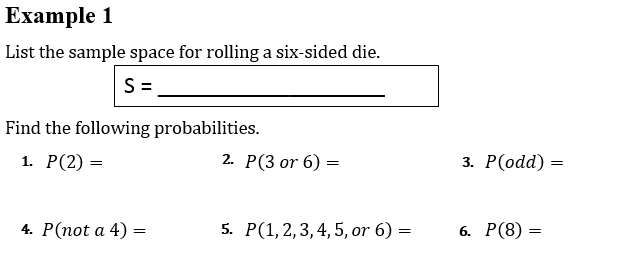 Example 1
List the sample space for rolling a six-sided die.
S = ____________________
Find the following probabilities.
1. P(2) = 2. P(3 or 6) = 3. P(odd) =
4. P(not a 4) = 5. P(1, 2, 3, 4, 5, or 6) = 6. P(8) =